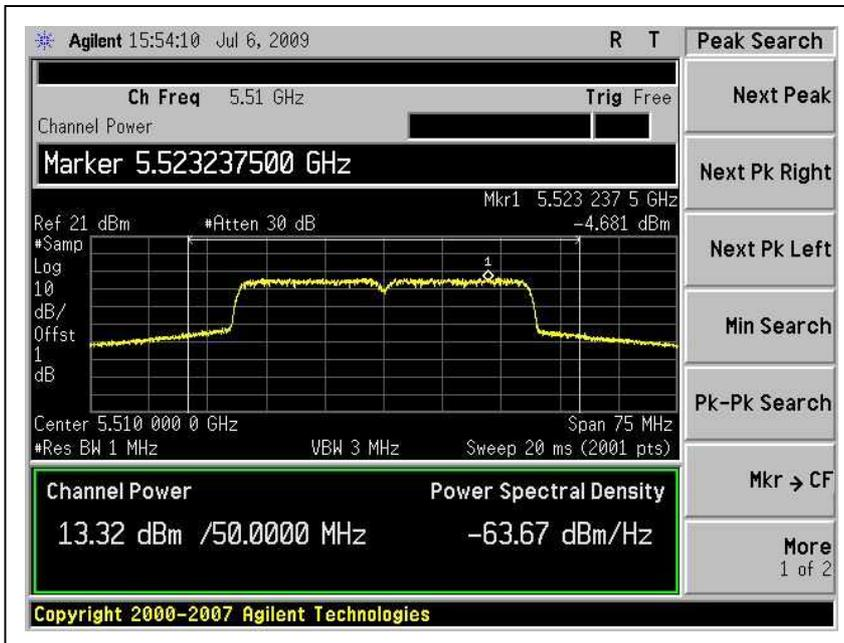 Agilent 15:54:10 Jul 6, 2009 R T
Peak Search
Ch Freq 5.51 GHz Trig Free
Channel Power
Marker 5.523237500 GHz
Mkr1 5.523 237 5 GHz
Ref 21 dBm #Atten 30 dB -4.681 dBm
#Samp
Log
10
dB/
Offst
1
dB
1
Center 5.510 000 0 GHz Span 75 MHz
#Res BW 1 MHz VBW 3 MHz Sweep 20 ms (2001 pts)
Channel Power Power Spectral Density
13.32 dBm /50.0000 MHz -63.67 dBm/Hz
Next Peak
Next Pk Right
Next Pk Left
Min Search
Pk-Pk Search
Mkr → CF
More
1 of 2
Copyright 2000-2007 Agilent Technologies